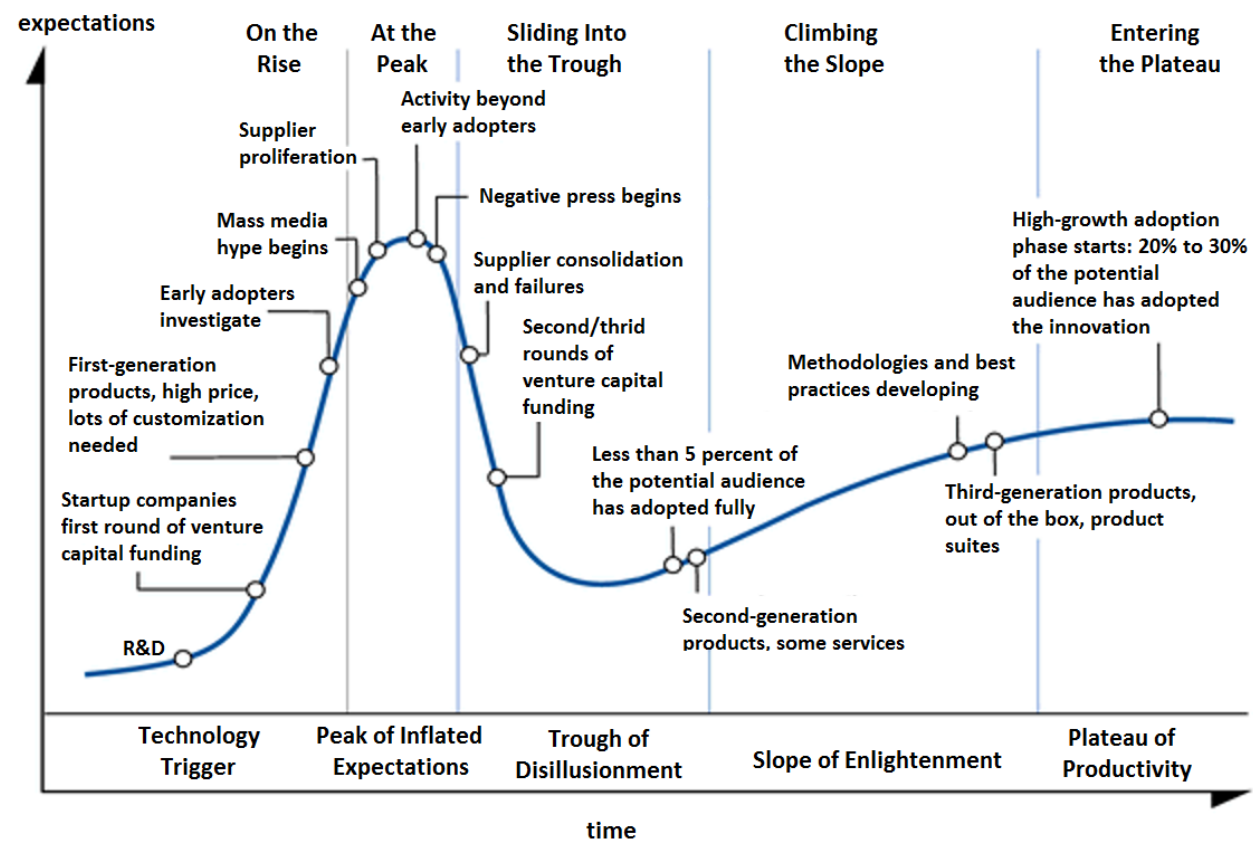 expectations
On the
Rise
At the
Peak
Sliding Into
the Trough
Climbing
the Slope
Entering
the Plateau
Activity beyond
early adopters
Supplier
proliferation
Negative press begins
Mass media
hype begins
Supplier consolidation
and failures
High-growth adoption
phase starts: 20% to 30%
of the potential
audience has adopted
the innovation
Early adopters
investigate
Second/thrid
rounds of
venture capital
funding
First-generation
products, high price,
lots of customization
needed
Methodologies and best
practices developing
Less than 5 percent of
the potential audience
has adopted fully
Startup companies
first round of venture
capital funding
Third-generation products,
out of the box, product
suites
Second-generation
products, some services
R&D
Technology
Trigger
Peak of Inflated
Expectations
Trough of
Disillusionment
Slope of Enlightenment
Plateau of
Productivity
time